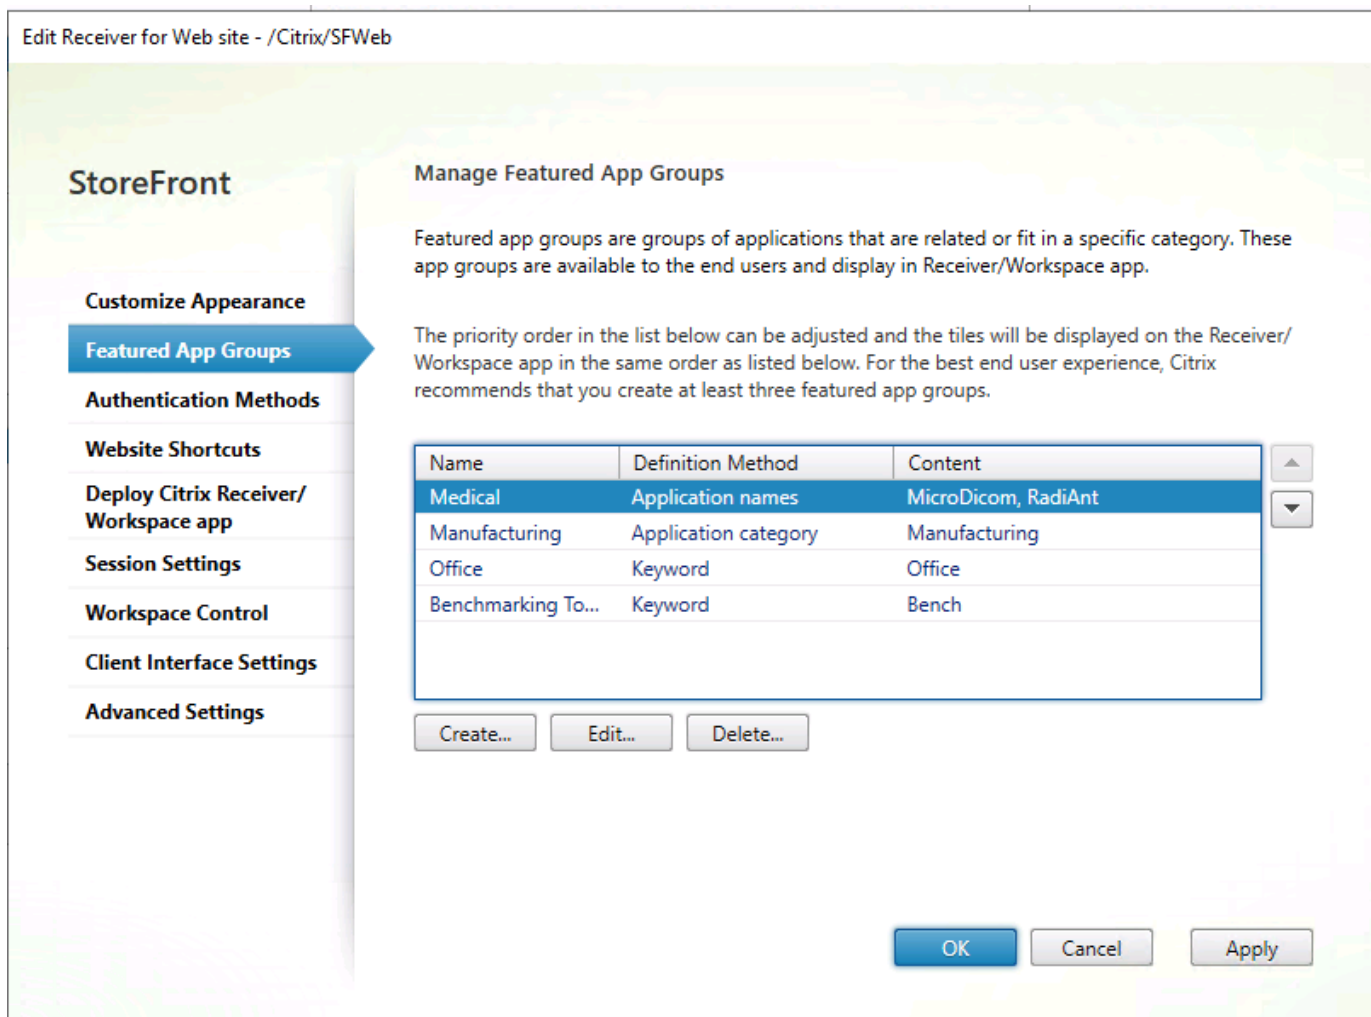 Edit Receiver for Web site - /Citrix/SFWeb
StoreFront
Customize Appearance
Featured App Groups
Authentication Methods
Website Shortcuts
Deploy Citrix Receiver/
Workspace app
Session Settings
Workspace Control
Client Interface Settings
Advanced Settings
Manage Featured App Groups
Featured app groups are groups of applications that are related or fit in a specific category. These
app groups are available to the end users and display in Receiver/Workspace app.
The priority order in the list below can be adjusted and the tiles will be displayed on the Receiver/
Workspace app in the same order as listed below. For the best end user experience, Citrix
recommends that you create at least three featured app groups.
Name Definition Method Content
Medical Application names MicroDicom, RadiAnt
Manufacturing Application category Manufacturing
Office Keyword Office
Benchmarking To... Keyword Bench
Create... Edit... Delete...
OK Cancel Apply